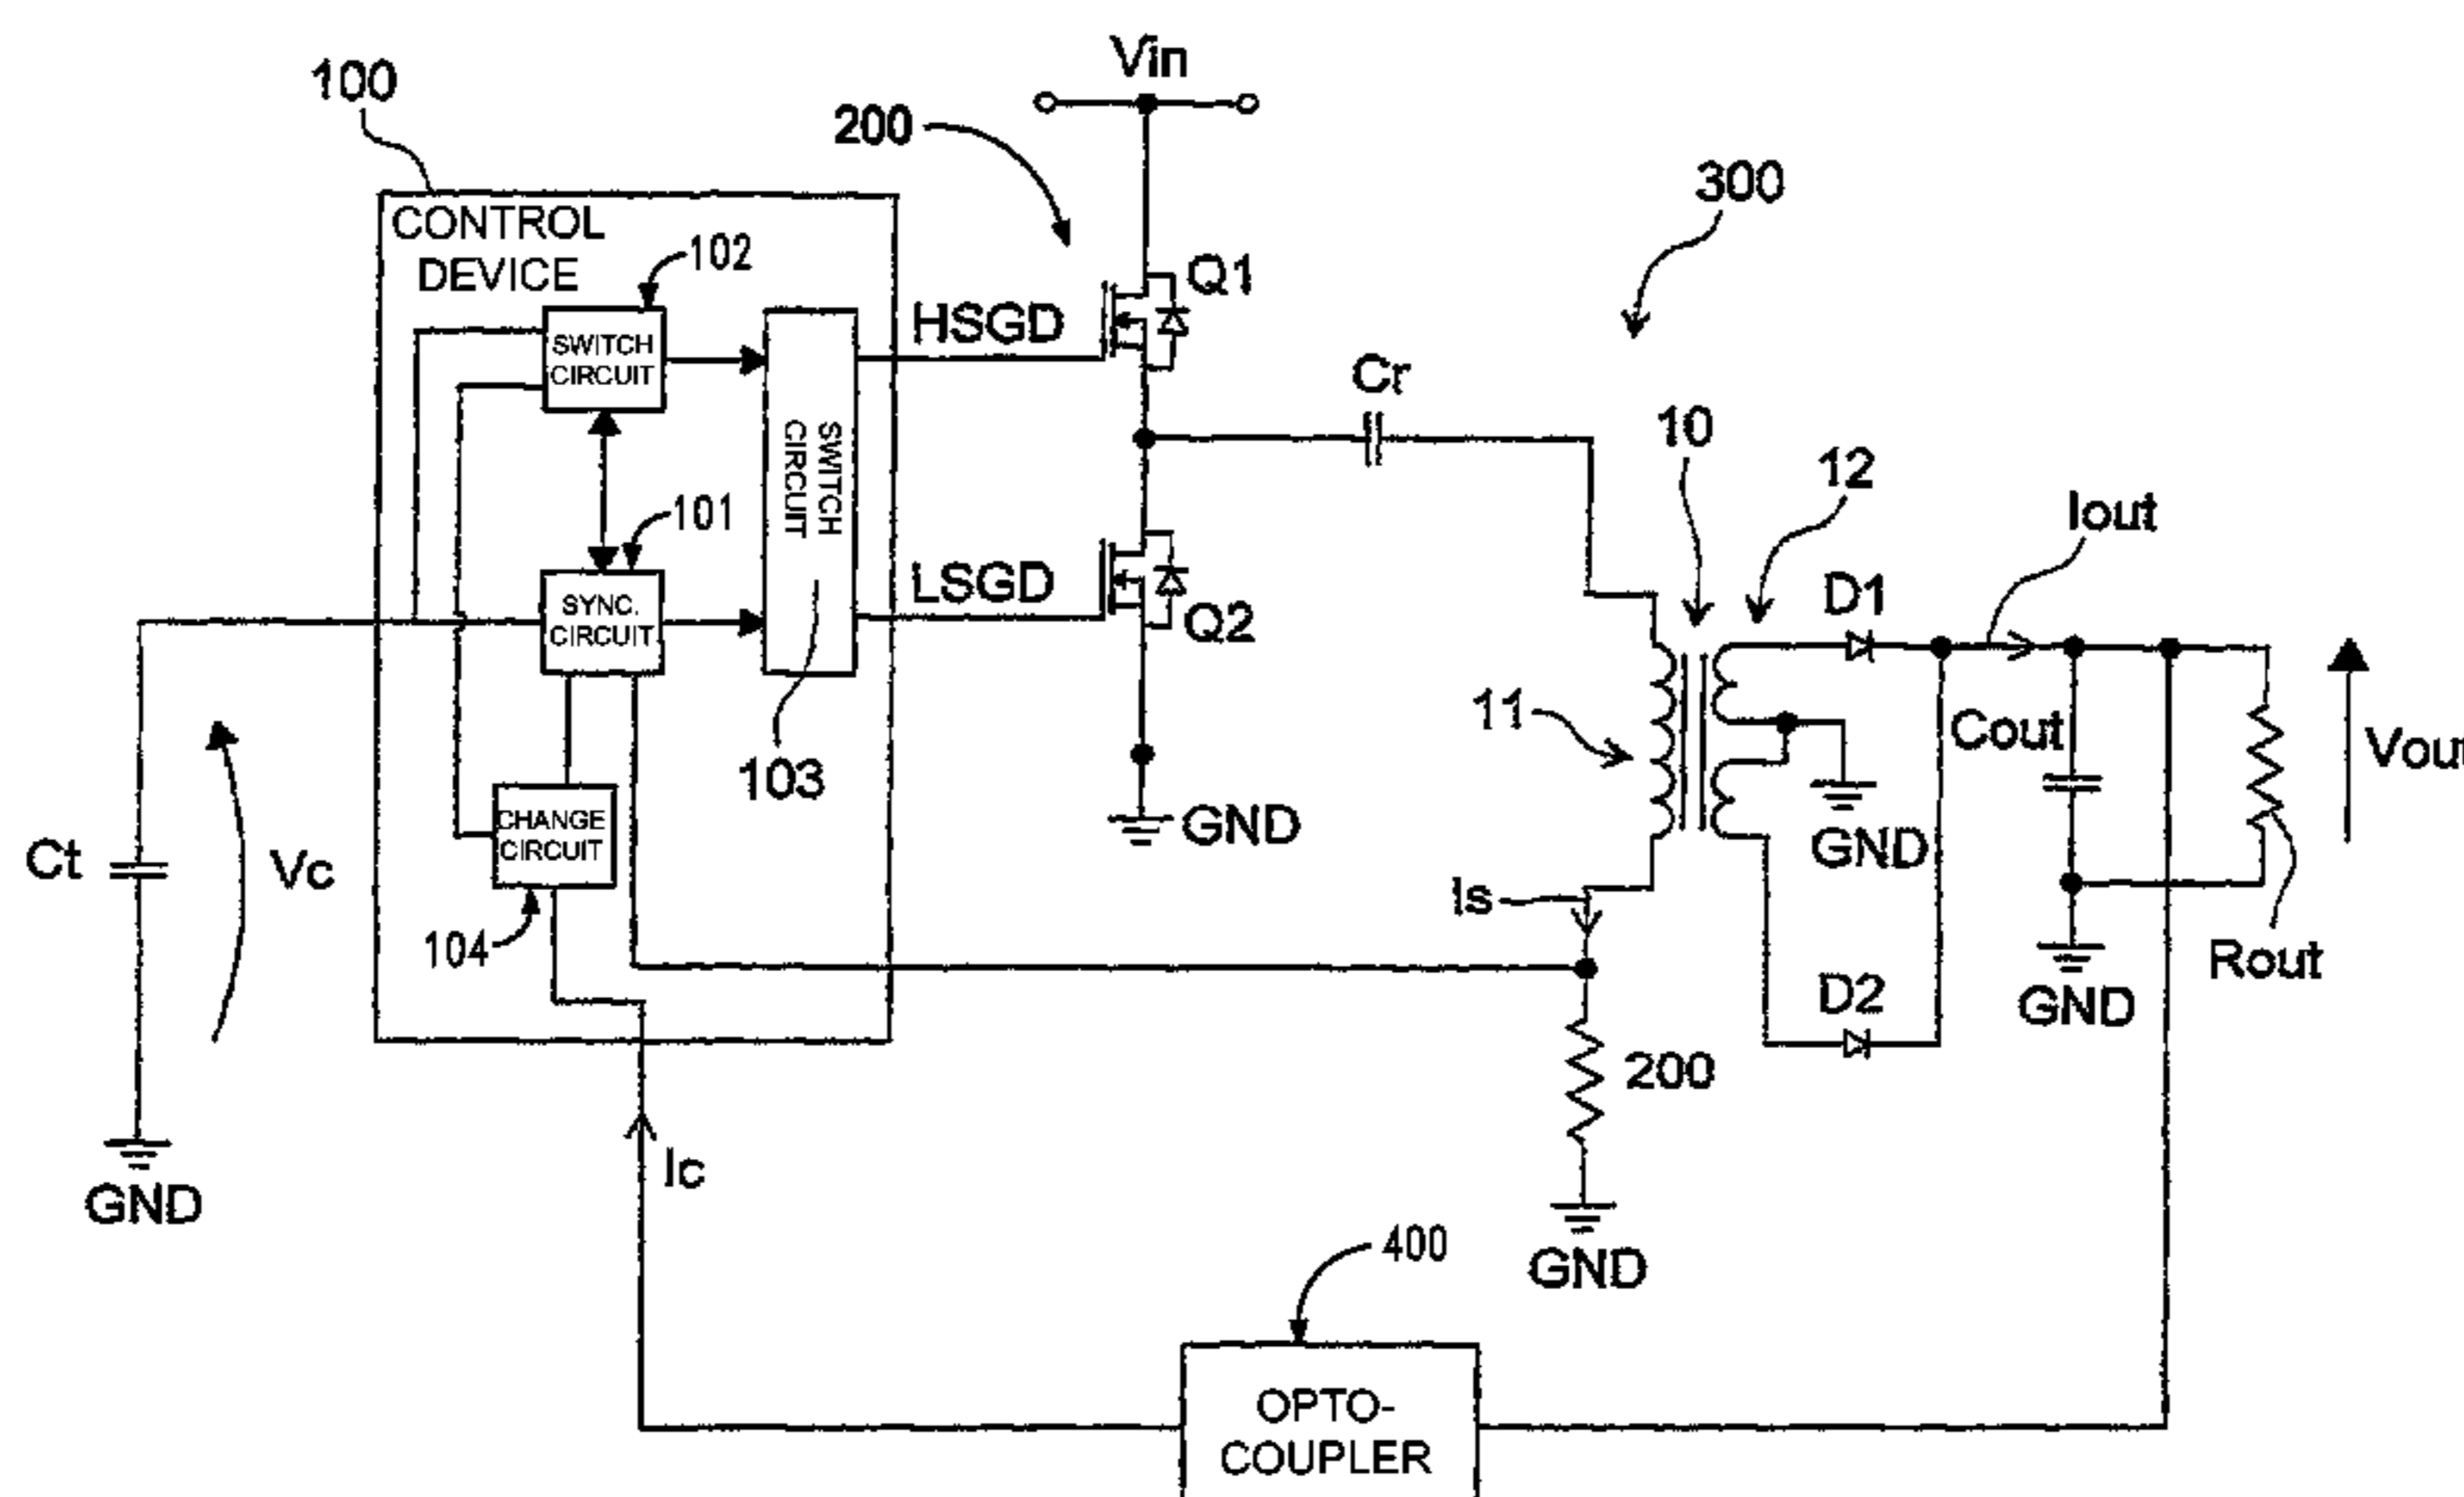 Vin
100
200
300
CONTROL
DEVICE
102
Q1
HSGD
SWITCH
CIRCUIT
Cr
10
12
SWITCH
CIRCUIT
101
Iout
LSGD
D1
SYNC.
CIRCUIT
Q2
11
Cout
Vout
103
CHANGE
CIRCUIT
GND
GND
Ct
Vc
Is
104
Rout
D2
GND
200
Ic
GND
400
GND
OPTO-
COUPLER